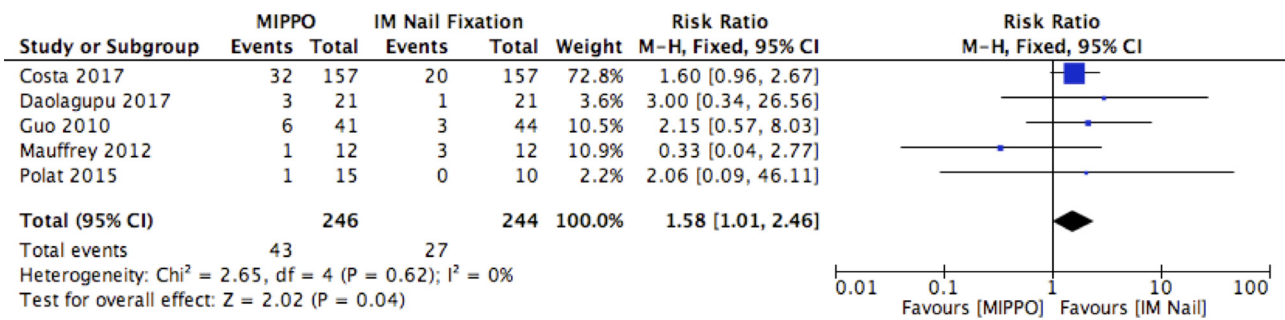 MIPPO IM Nail Fixation Risk Ratio Risk Ratio
Study or Subgroup Events Total Events Total Weight M-H, Fixed, 95% CI M-H, Fixed, 95% CI
Costa 2017 32 157 20 157 72.8% 1.60 [0.96, 2.67]
Daolagupu 2017 3 21 1 21 3.6% 3.00 [0.34, 26.56]
Guo 2010 6 41 3 44 10.5% 2.15 [0.57, 8.03]
Mauffrey 2012 1 12 3 12 10.9% 0.33 [0.04, 2.77]
Polat 2015 1 15 0 10 2.2% 2.06 [0.09, 46.11]
Total (95% CI) 246 244 100.0% 1.58 [1.01, 2.46]
Total events 43 27
Heterogeneity: Chi² = 2.65, df = 4 (P = 0.62); I² = 0%
Test for overall effect: Z = 2.02 (P = 0.04)
0.01 0.1 1 10 100
Favours [MIPPO] Favours [IM Nail]